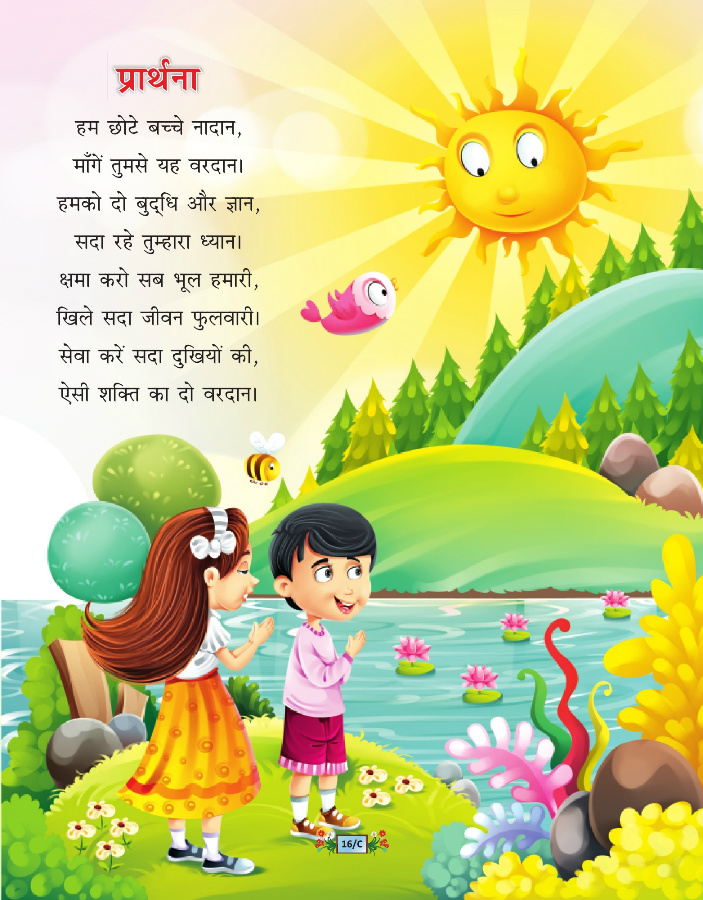 प्रार्थना
हम छोटे बच्चे नादान,
माँगें तुमसे यह वरदान।
हमको दो बुद्‌धि और ज्ञान,
सदा रहे तुम्हारा ध्यान।
क्षमा करो सब भूल हमारी,
खिले सदा जीवन फुलवारी।
सेवा करें सदा दुखियों की,
ऐसी शक्ति का दो वरदान।
16/C